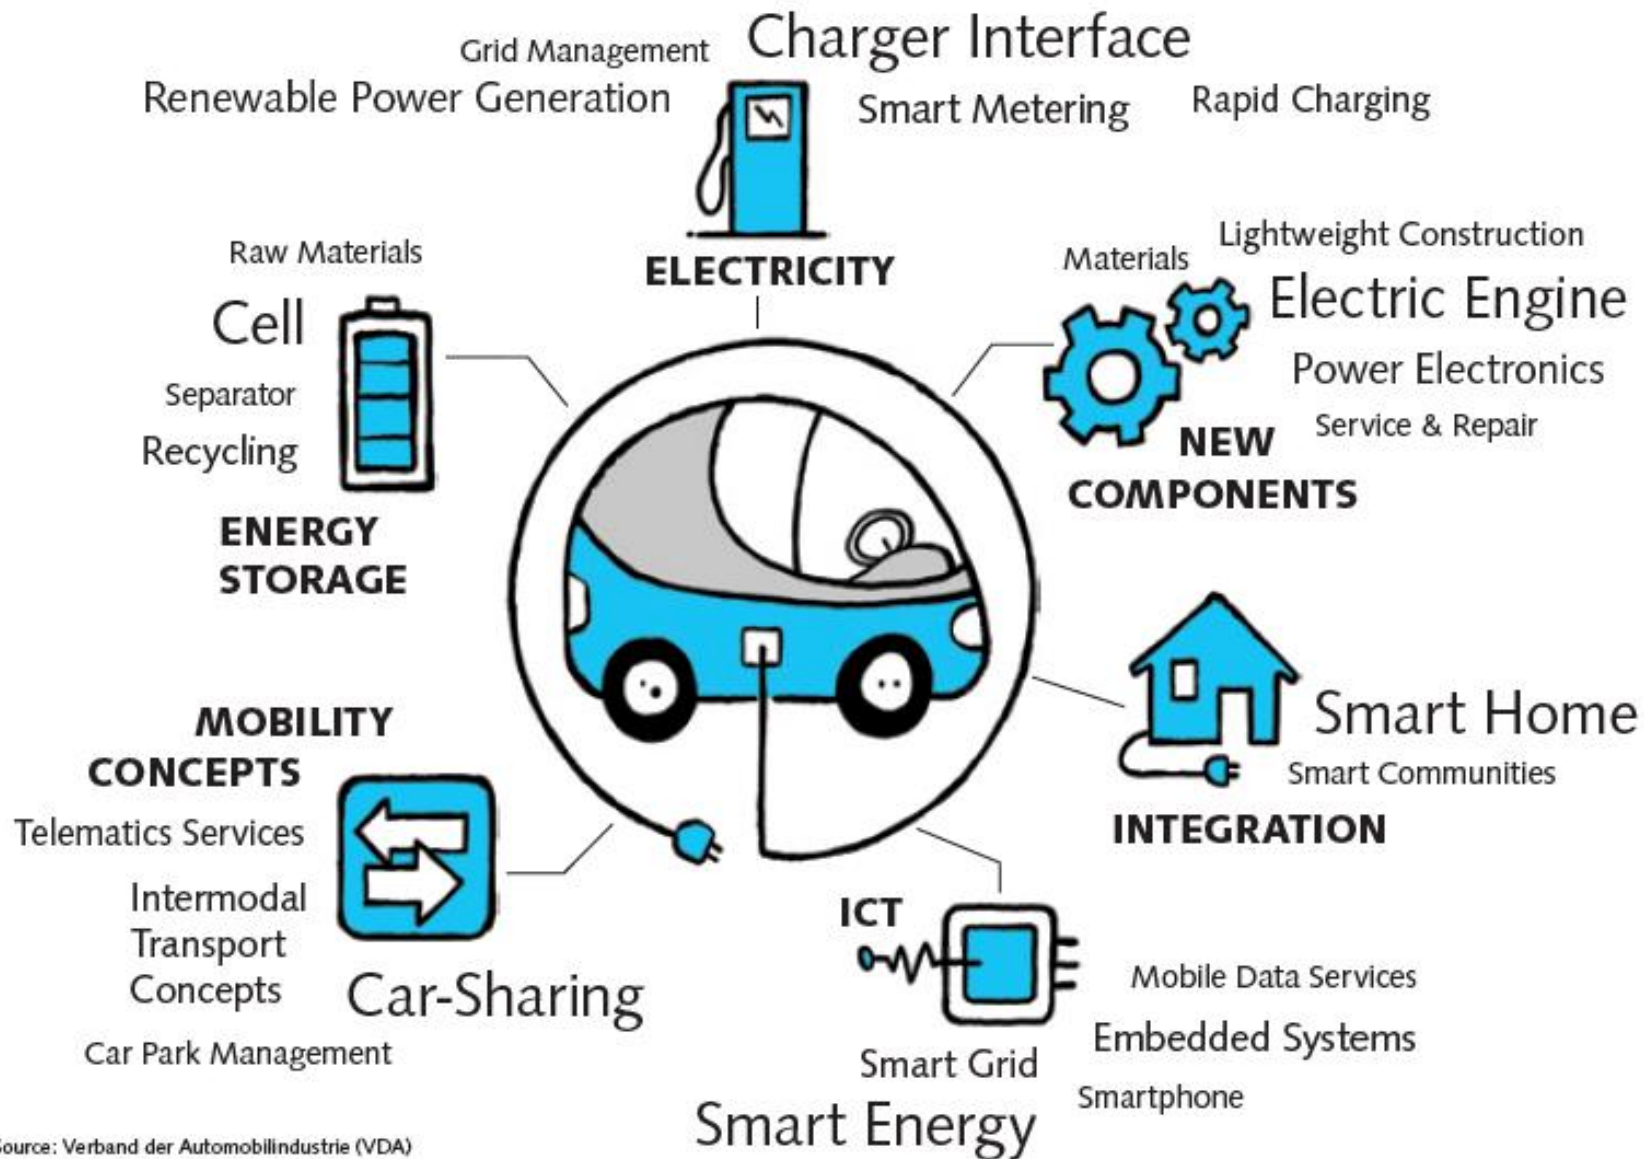 Grid Management
Charger Interface
Renewable Power Generation
Smart Metering
Rapid Charging
ELECTRICITY
Raw Materials
Cell
Separator
Recycling
ENERGY
STORAGE
Materials
Lightweight Construction
Electric Engine
Power Electronics
Service & Repair
NEW
COMPONENTS
MOBILITY
CONCEPTS
Telematics Services
Intermodal
Transport
Concepts
Car-Sharing
Car Park Management
Smart Home
Smart Communities
INTEGRATION
ICT
Mobile Data Services
Embedded Systems
Smart Grid
Smartphone
Smart Energy
Source: Verband der Automobilindustrie (VDA)